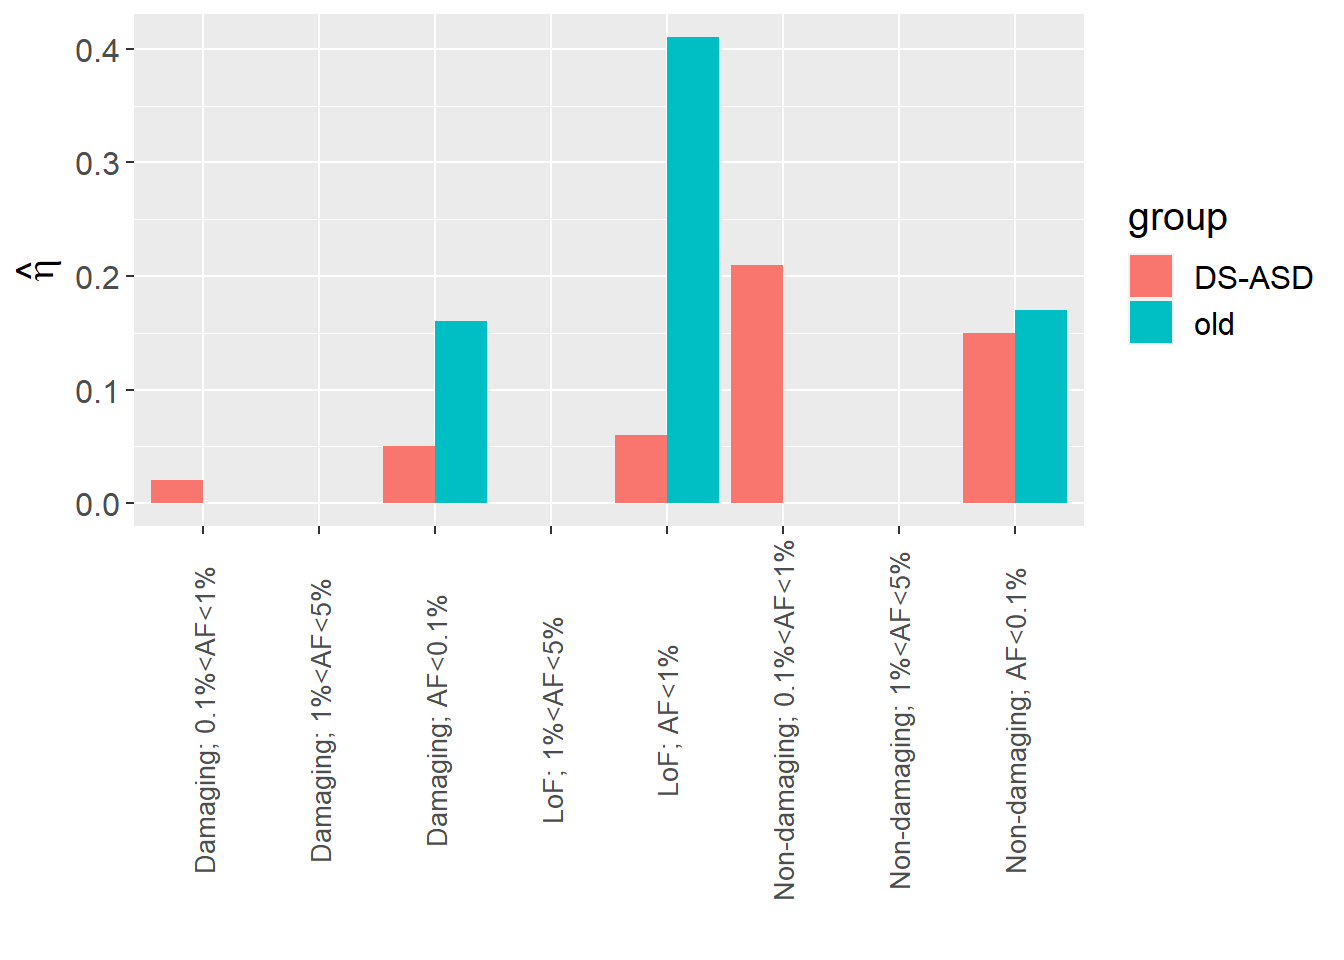 0.4
0.3
0.2
0.1
0.0
η̂
Damaging; 0.1%<AF<1%
Damaging; 1%<AF<5%
Damaging; AF<0.1%
LoF; 1%<AF<5%
LoF; AF<1%
Non-damaging; 0.1%<AF<1%
Non-damaging; 1%<AF<5%
Non-damaging; AF<0.1%
group
DS-ASD
old